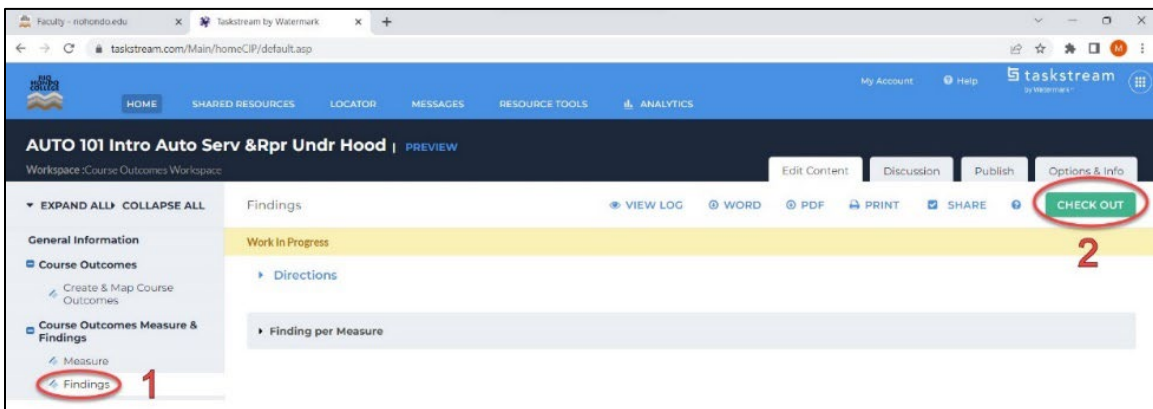 Faculty - riohondo.edu
Taskstream by Watermark
taskstream.com/Main/homeCIP/default.asp
M
RIO HONDO COLLEGE
HOME SHARED RESOURCES LOCATOR MESSAGES RESOURCE TOOLS ANALYTICS
My Account Help
taskstream
by Watermark
AUTO 101 Intro Auto Serv &Rpr Undr Hood | PREVIEW
Workspace :Course Outcomes Workspace
Edit Content Discussion Publish Options & Info
EXPAND ALL COLLAPSE ALL
Findings
VIEW LOG WORD PDF PRINT SHARE
CHECK OUT
2
General Information
Work in Progress
Course Outcomes
Directions
Create & Map Course
Outcomes
Course Outcomes Measure &
Findings
Finding per Measure
Measure
Findings
1